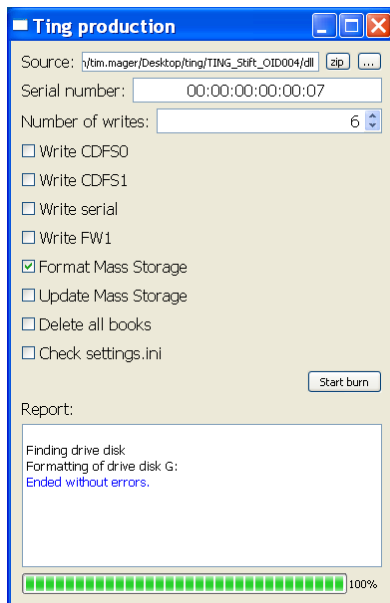 Ting production
Source: ı/tim.mager/Desktop/ting/TING_Stift_OID004/dll zip ...
Serial number: 00:00:00:00:00:07
Number of writes: 6
Write CDFS0
Write CDFS1
Write serial
Write FW1
Format Mass Storage
Update Mass Storage
Delete all books
Check settings.ini
Start burn
Report:
Finding drive disk
Formatting of drive disk G:
Ended without errors.
100%